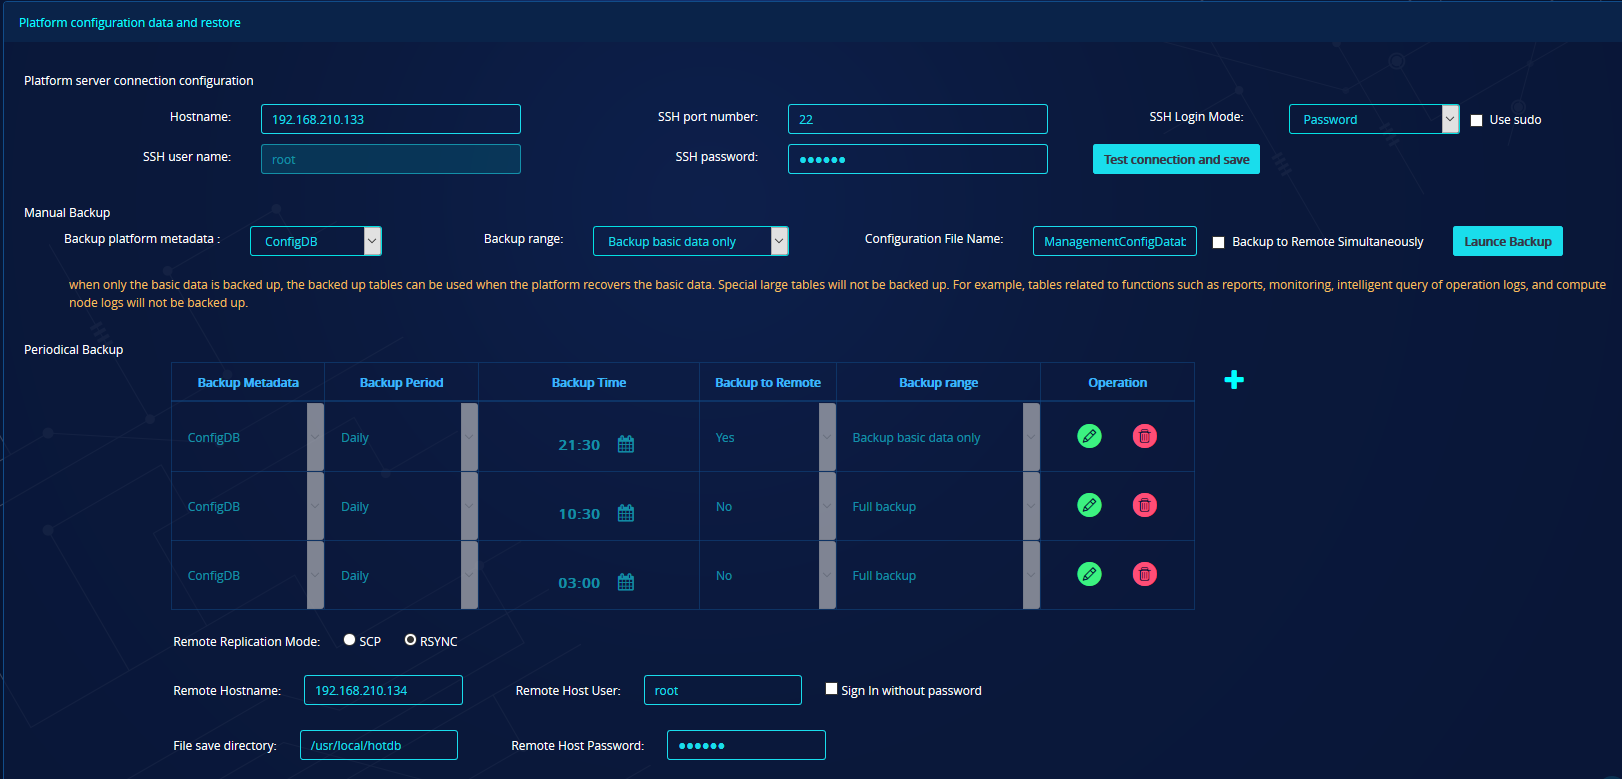 Platform configuration data and restore
Platform server connection configuration
Hostname: 192.168.210.133 SSH port number: 22 SSH Login Mode: Password Use sudo
SSH user name: root SSH password: ●●●●●● Test connection and save
Manual Backup
Backup platform metadata : ConfigDB Backup range: Backup basic data only Configuration File Name: ManagementConfigDatab Backup to Remote Simultaneously Launce Backup
when only the basic data is backed up, the backed up tables can be used when the platform recovers the basic data. Special large tables will not be backed up. For example, tables related to functions such as reports, monitoring, intelligent query of operation logs, and compute
node logs will not be backed up.
Periodical Backup
Backup Metadata Backup Period Backup Time Backup to Remote Backup range Operation
ConfigDB Daily 21:30 Yes Backup basic data only
ConfigDB Daily 10:30 No Full backup
ConfigDB Daily 03:00 No Full backup
Remote Replication Mode: SCP RSYNC
Remote Hostname: 192.168.210.134 Remote Host User: root Sign In without password
File save directory: /usr/local/hotdb Remote Host Password: ●●●●●●